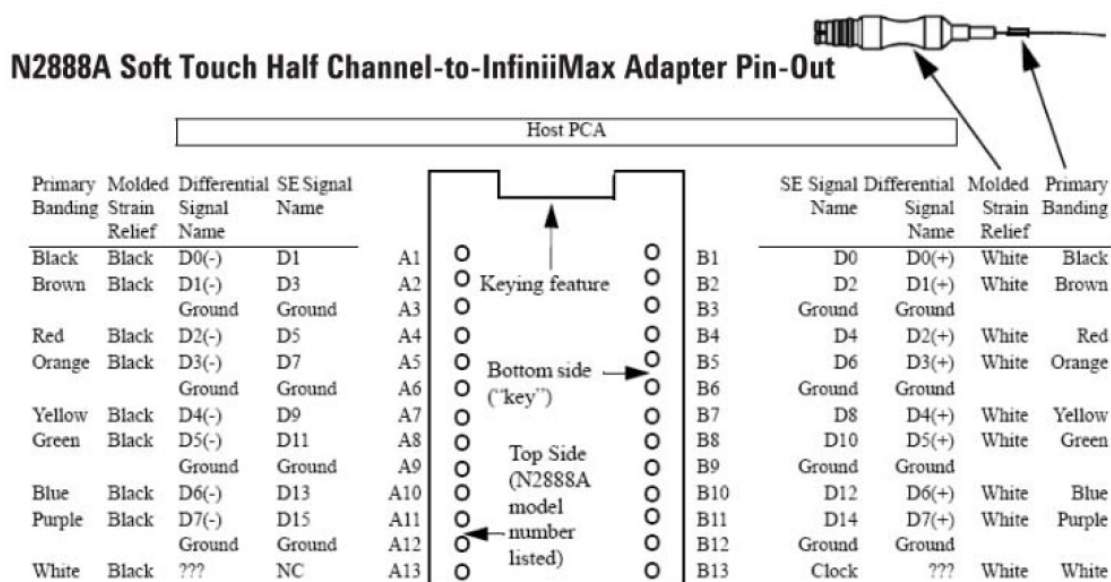 N2888A Soft Touch Half Channel-to-InfiniiMax Adapter Pin-Out
Host PCA
Primary Molded Differential SE Signal
Banding Strain Signal Name
Relief Name
SE Signal Differential Molded Primary
Name Signal Strain Banding
Name Relief
Black Black D0(-) D1 A1 B1 D0 D0(+) White Black
Brown Black D1(-) D3 A2 Keying feature B2 D2 D1(+) White Brown
Ground Ground A3 B3 Ground Ground
Red Black D2(-) D5 A4 B4 D4 D2(+) White Red
Orange Black D3(-) D7 A5 Bottom side B5 D6 D3(+) White Orange
Ground Ground A6 ("key") B6 Ground Ground
Yellow Black D4(-) D9 A7 B7 D8 D4(+) White Yellow
Green Black D5(-) D11 A8 Top Side B8 D10 D5(+) White Green
Ground Ground A9 (N2888A B9 Ground Ground
Blue Black D6(-) D13 A10 model B10 D12 D6(+) White Blue
Purple Black D7(-) D15 A11 number B11 D14 D7(+) White Purple
Ground Ground A12 listed) B12 Ground Ground
White Black ??? NC A13 B13 Clock ??? White White